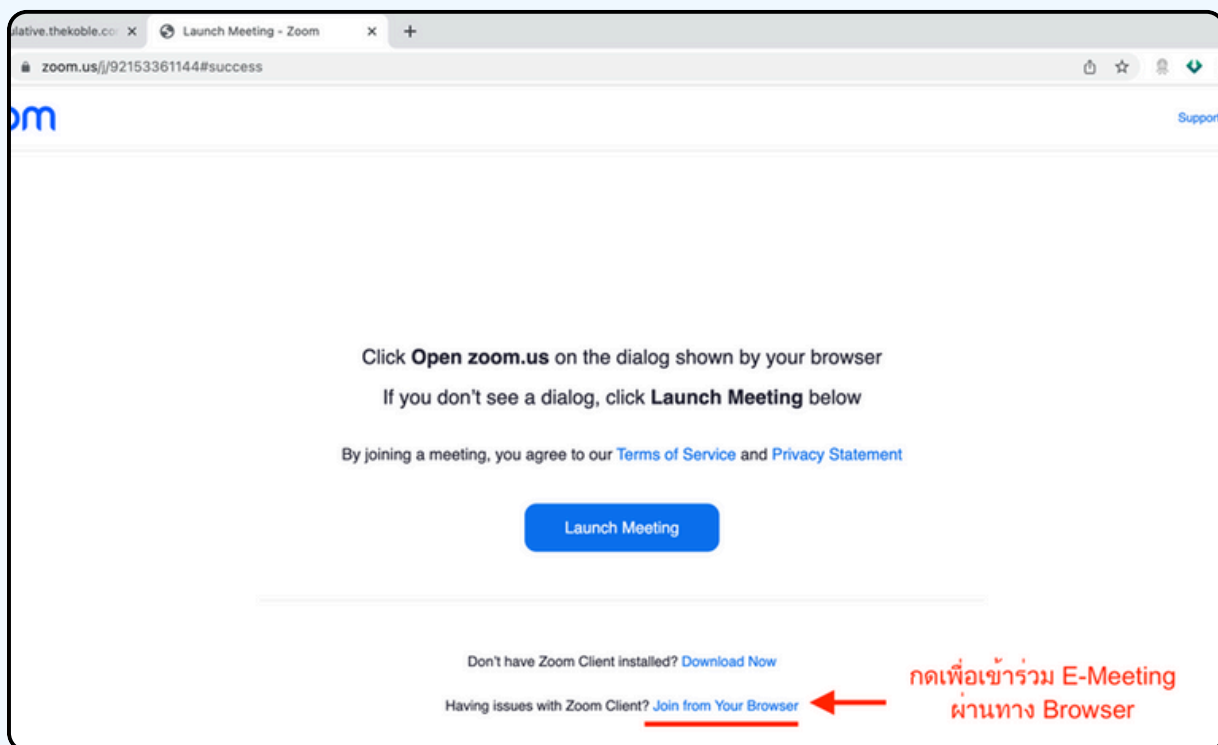 ulative.thekoble.co
Launch Meeting - Zoom
zoom.us/j/92153361144#success
om
Support
Click Open zoom.us on the dialog shown by your browser
If you don't see a dialog, click Launch Meeting below
By joining a meeting, you agree to our Terms of Service and Privacy Statement
Launch Meeting
Don't have Zoom Client installed? Download Now
Having issues with Zoom Client? Join from Your Browser
กดเพื่อเข้าร่วม E-Meeting
ผ่านทาง Browser